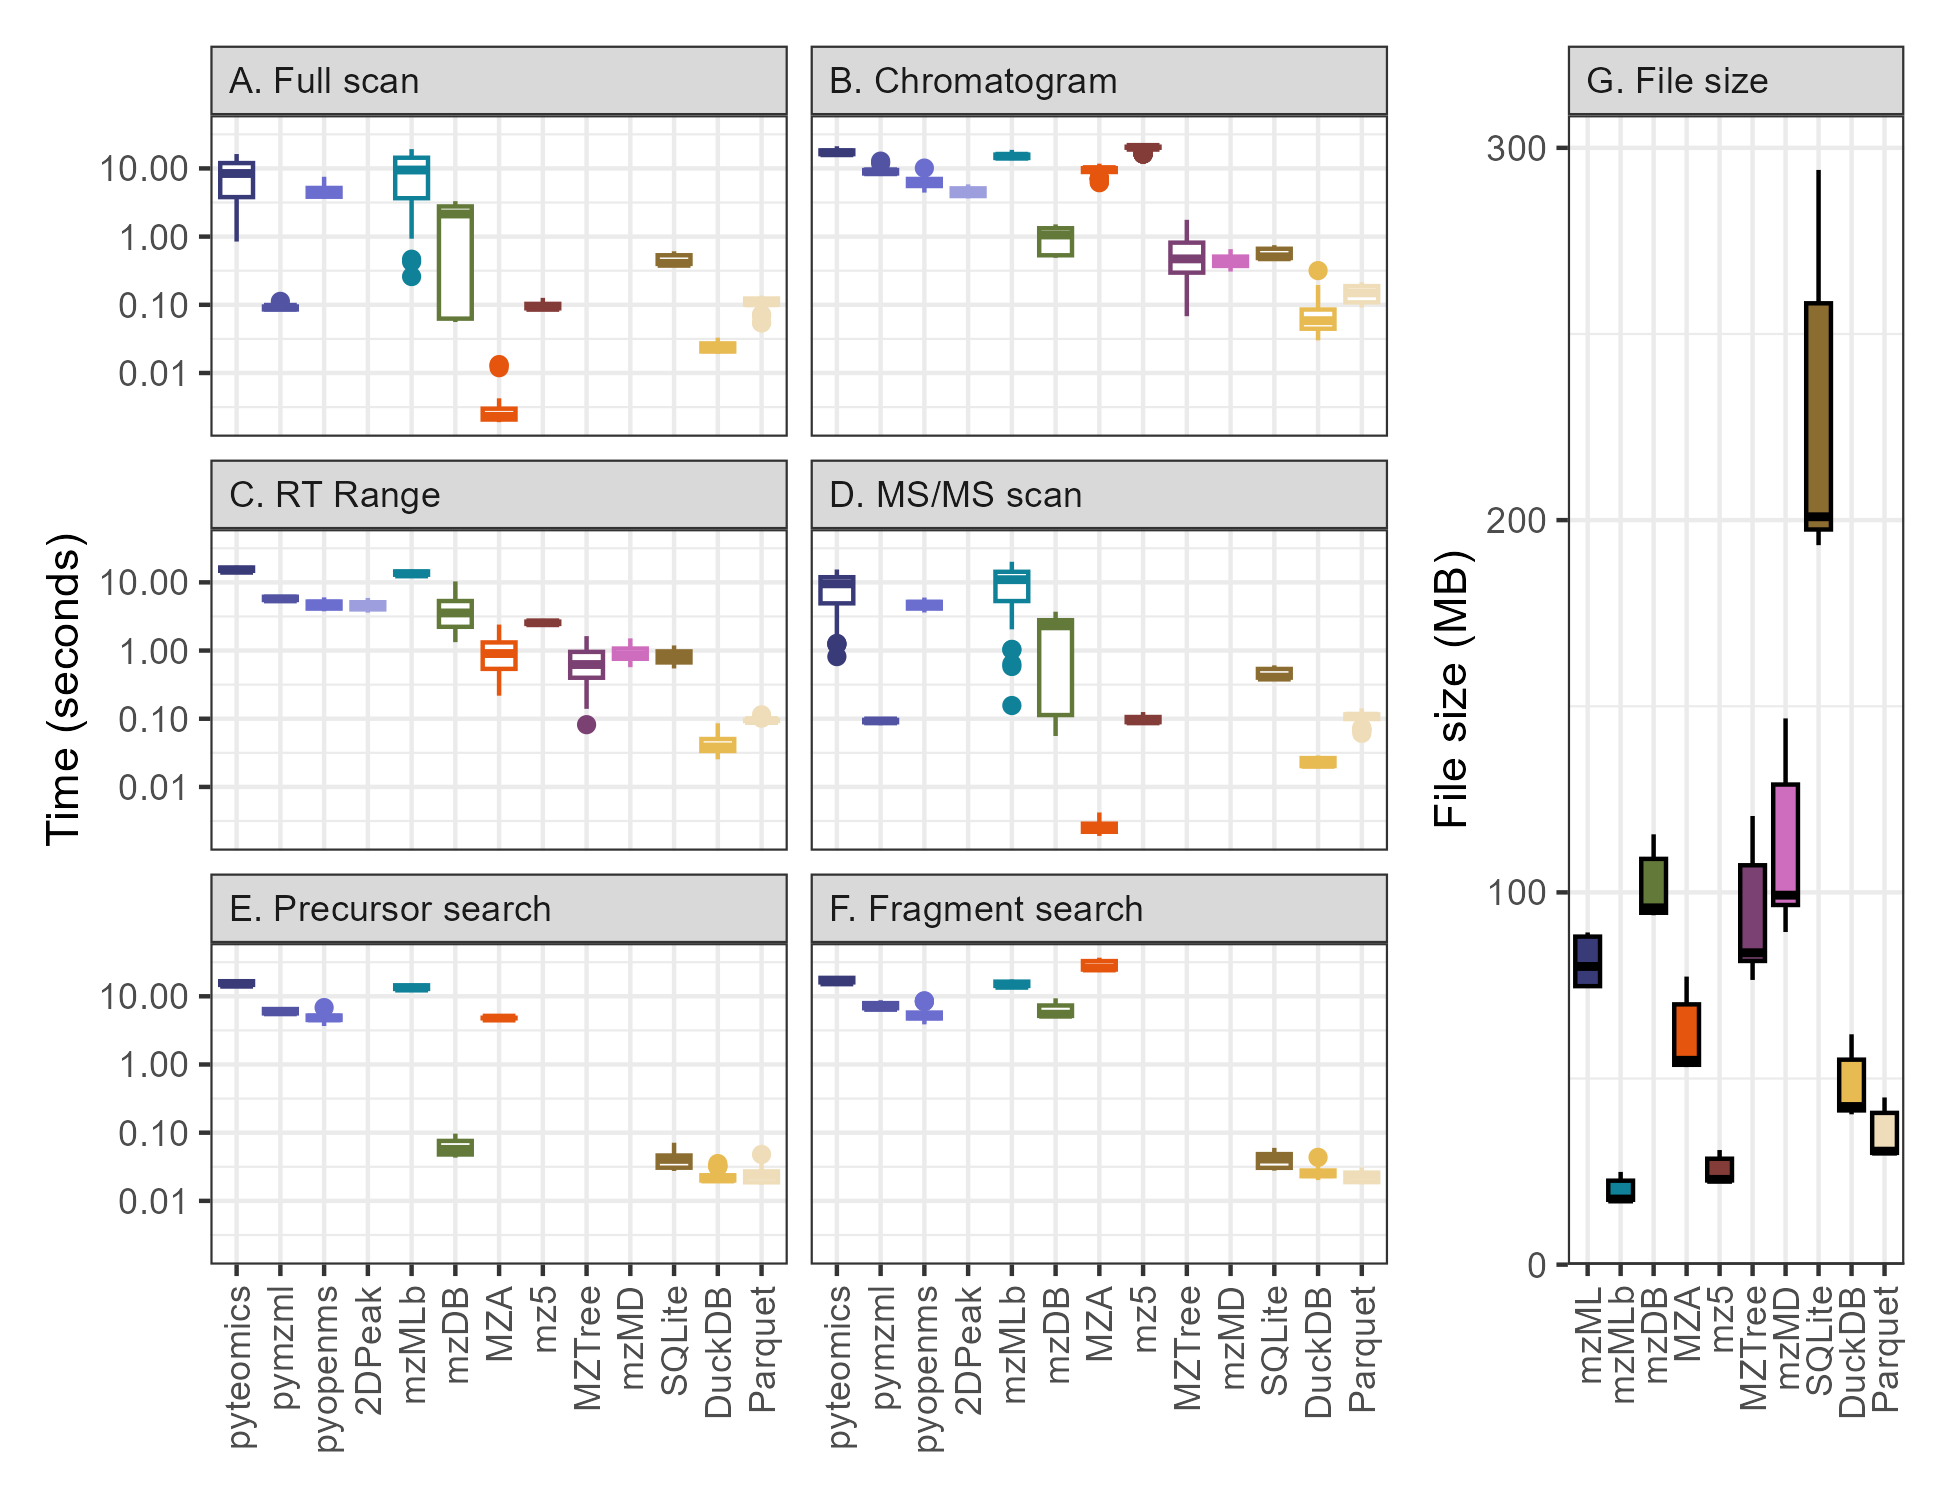 A. Full scan
B. Chromatogram
G. File size
10.00
1.00
0.10
0.01
300
200
100
0
C. RT Range
D. MS/MS scan
10.00
1.00
0.10
0.01
Time (seconds)
File size (MB)
E. Precursor search
F. Fragment search
10.00
1.00
0.10
0.01
pyteomics
pymzml
pyopenms
2DPeak
mzMLb
mzDB
MZA
mz5
MZTree
mzMD
SQLite
DuckDB
Parquet
pyteomics
pymzml
pyopenms
2DPeak
mzMLb
mzDB
MZA
mz5
MZTree
mzMD
SQLite
DuckDB
Parquet
mzML
mzMLb
mzDB
MZA
mz5
MZTree
mzMD
SQLite
DuckDB
Parquet